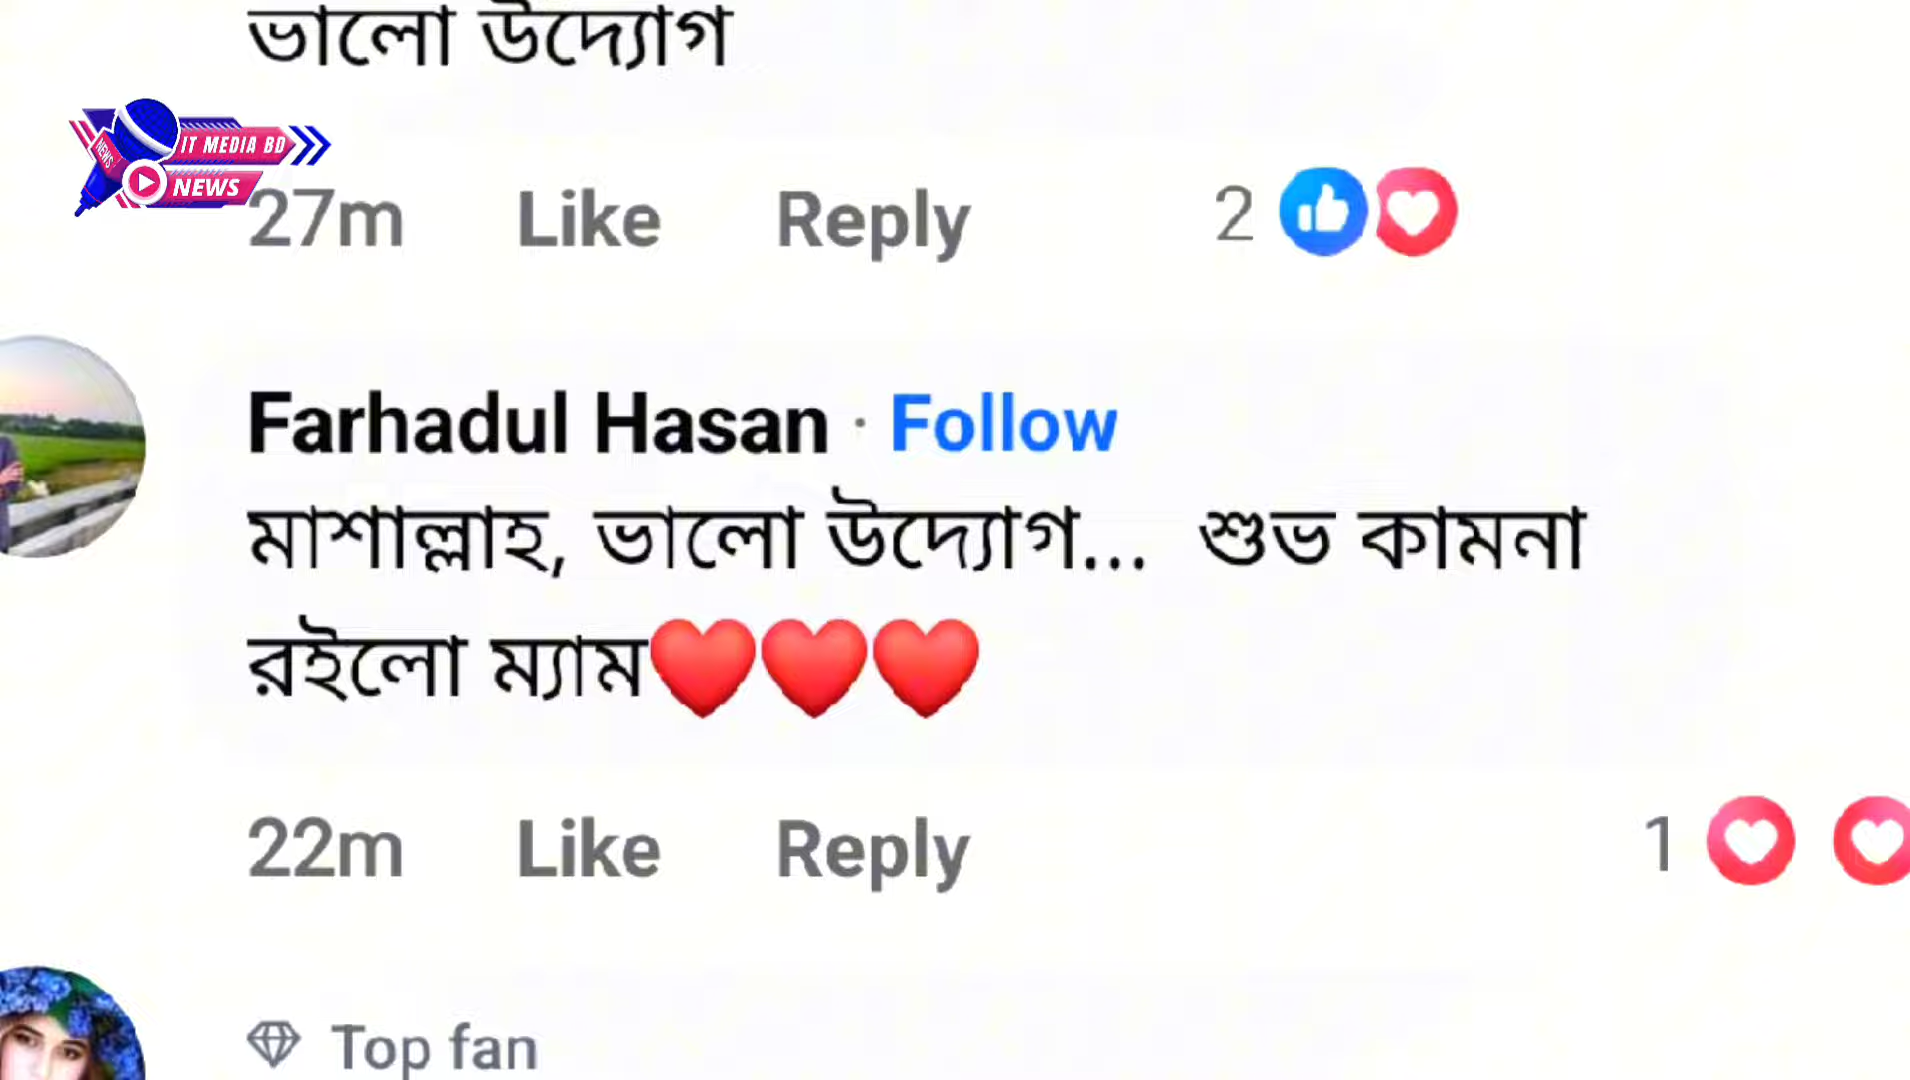 ভালো উদ্যোগ
IT MEDIA BD
NEWS
NEWS
27m Like Reply 2
Farhadul Hasan · Follow
মাশাল্লাহ, ভালো উদ্যোগ... শুভ কামনা
রইলো ম্যাম❤️❤️❤️
22m Like Reply 1
Top fan